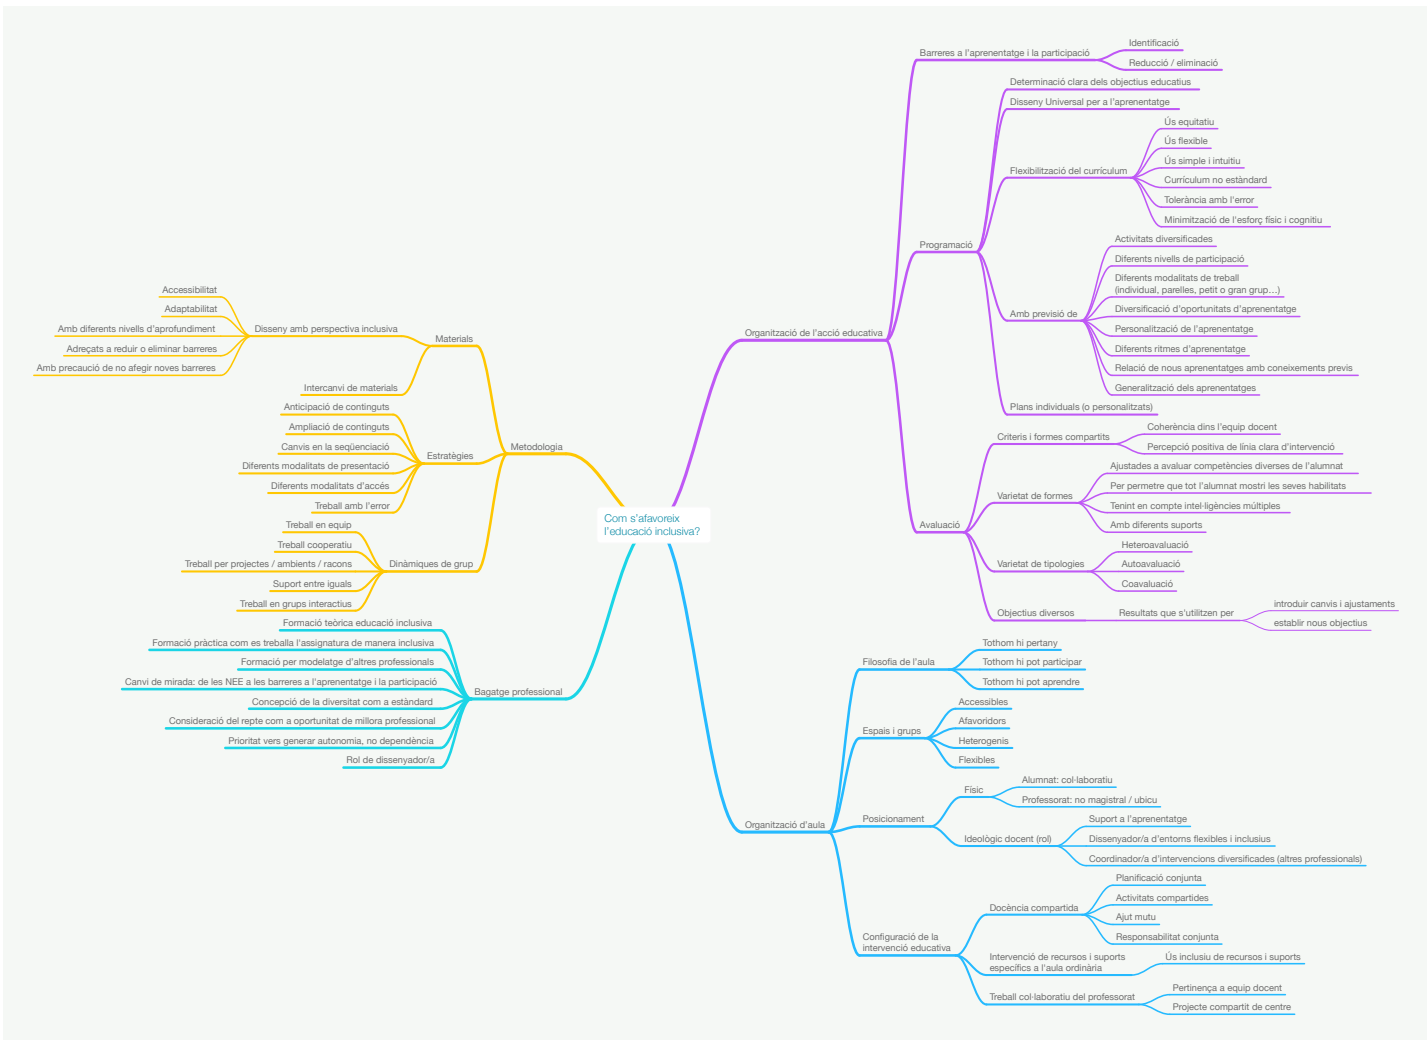 Com s'afavoreix
l'educació inclusiva?
Organització de l'acció educativa
Barreres a l'aprenentatge i la participació
Identificació
Reducció / eliminació
Programació
Determinació clara dels objectius educatius
Disseny Universal per a l'aprenentatge
Flexibilització del currículum
Ús equitatiu
Ús flexible
Ús simple i intuitiu
Currículum no estàndard
Tolerància amb l'error
Minimització de l'esforç físic i cognitiu
Amb previsió de
Activitats diversificades
Diferents nivells de participació
Diferents modalitats de treball
(individual, parelles, petit o gran grup…)
Diversificació d'oportunitats d'aprenentatge
Personalització de l'aprenentatge
Diferents ritmes d'aprenentatge
Relació de nous aprenentatges amb coneixements previs
Generalització dels aprenentatges
Plans individuals (o personalitzats)
Avaluació
Criteris i formes compartits
Coherència dins l'equip docent
Percepció positiva de línia clara d'intervenció
Varietat de formes
Ajustades a avaluar competències diverses de l'alumnat
Per permetre que tot l'alumnat mostri les seves habilitats
Tenint en compte intel·ligències múltiples
Amb diferents suports
Varietat de tipologies
Heteroavaluació
Autoavaluació
Coavaluació
Objectius diversos
Resultats que s'utilitzen per
introduir canvis i ajustaments
establir nous objectius
Organització d'aula
Filosofia de l'aula
Tothom hi pertany
Tothom hi pot participar
Tothom hi pot aprendre
Espais i grups
Accessibles
Afavoridors
Heterogenis
Flexibles
Posicionament
Físic
Alumnat: col·laboratiu
Professorat: no magistral / ubicu
Ideològic docent (rol)
Suport a l'aprenentatge
Dissenyador/a d'entorns flexibles i inclusius
Coordinador/a d'intervencions diversificades (altres professionals)
Configuració de la
intervenció educativa
Docència compartida
Planificació conjunta
Activitats compartides
Ajut mutu
Responsabilitat conjunta
Intervenció de recursos i suports
específics a l'aula ordinària
Ús inclusiu de recursos i suports
Treball col·laboratiu del professorat
Pertinença a equip docent
Projecte compartit de centre
Metodologia
Materials
Disseny amb perspectiva inclusiva
Accessibilitat
Adaptabilitat
Amb diferents nivells d'aprofundiment
Adreçats a reduir o eliminar barreres
Amb precaució de no afegir noves barreres
Intercanvi de materials
Estratègies
Anticipació de continguts
Ampliació de continguts
Canvis en la seqüenciació
Diferents modalitats de presentació
Diferents modalitats d'accés
Treball amb l'error
Dinàmiques de grup
Treball en equip
Treball cooperatiu
Treball per projectes / ambients / racons
Suport entre iguals
Treball en grups interactius
Bagatge professional
Formació teòrica educació inclusiva
Formació pràctica com es treballa l'assignatura de manera inclusiva
Formació per modelatge d'altres professionals
Canvi de mirada: de les NEE a les barreres a l'aprenentatge i la participació
Concepció de la diversitat com a estàndard
Consideració del repte com a oportunitat de millora professional
Prioritat vers generar autonomia, no dependència
Rol de dissenyador/a